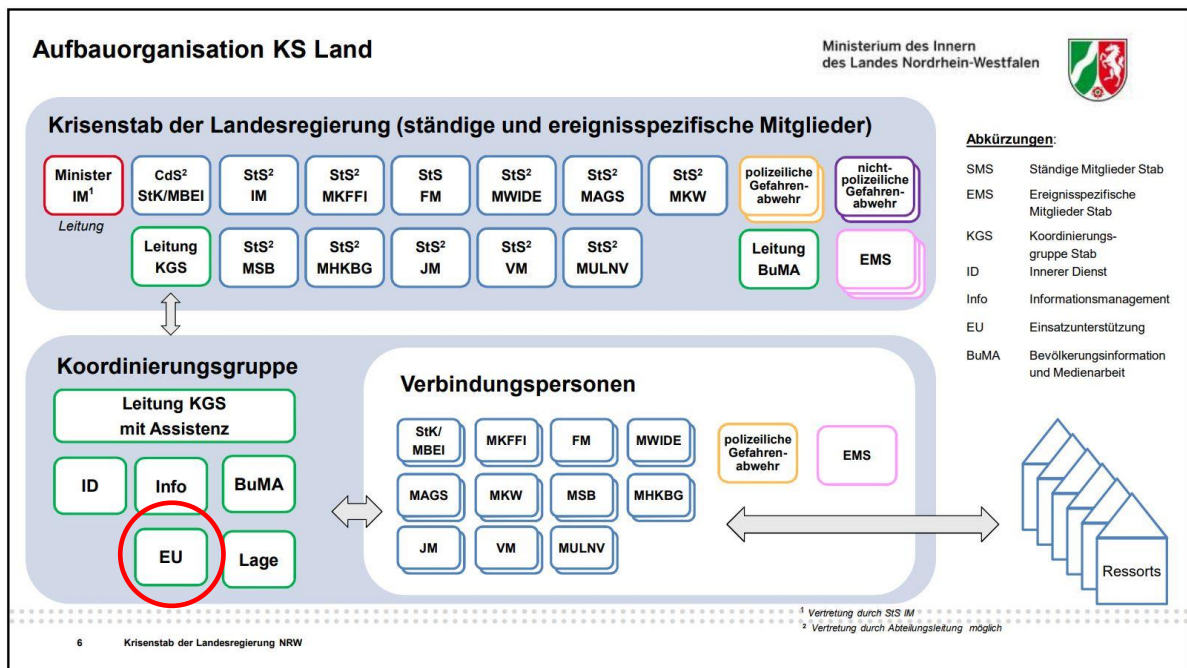 Aufbauorganisation KS Land
Ministerium des Innern
des Landes Nordrhein-Westfalen
Krisenstab der Landesregierung (ständige und ereignisspezifische Mitglieder)
Minister
IM¹
Leitung
CdS²
StK/MBEI
StS²
IM
StS²
MKFFI
StS
FM
StS²
MWIDE
StS²
MAGS
StS²
MKW
polizeiliche
Gefahren-
abwehr
nicht-
polizeiliche
Gefahren-
abwehr
Leitung
KGS
StS²
MSB
StS²
MHKBG
StS²
JM
StS²
VM
StS²
MULNV
Leitung
BuMA
EMS
Abkürzungen:
SMS Ständige Mitglieder Stab
EMS Ereignisspezifische
Mitglieder Stab
KGS Koordinierungs-
gruppe Stab
ID Innerer Dienst
Info Informationsmanagement
EU Einsatzunterstützung
BuMA Bevölkerungsinformation
und Medienarbeit
Koordinierungsgruppe
Leitung KGS
mit Assistenz
ID
Info
BuMA
EU
Lage
Verbindungspersonen
StK/
MBEI
MKFFI
FM
MWIDE
polizeiliche
Gefahren-
abwehr
EMS
MAGS
MKW
MSB
MHKBG
JM
VM
MULNV
Ressorts
¹ Vertretung durch StS IM
² Vertretung durch Abteilungsleitung möglich
6 Krisenstab der Landesregierung NRW